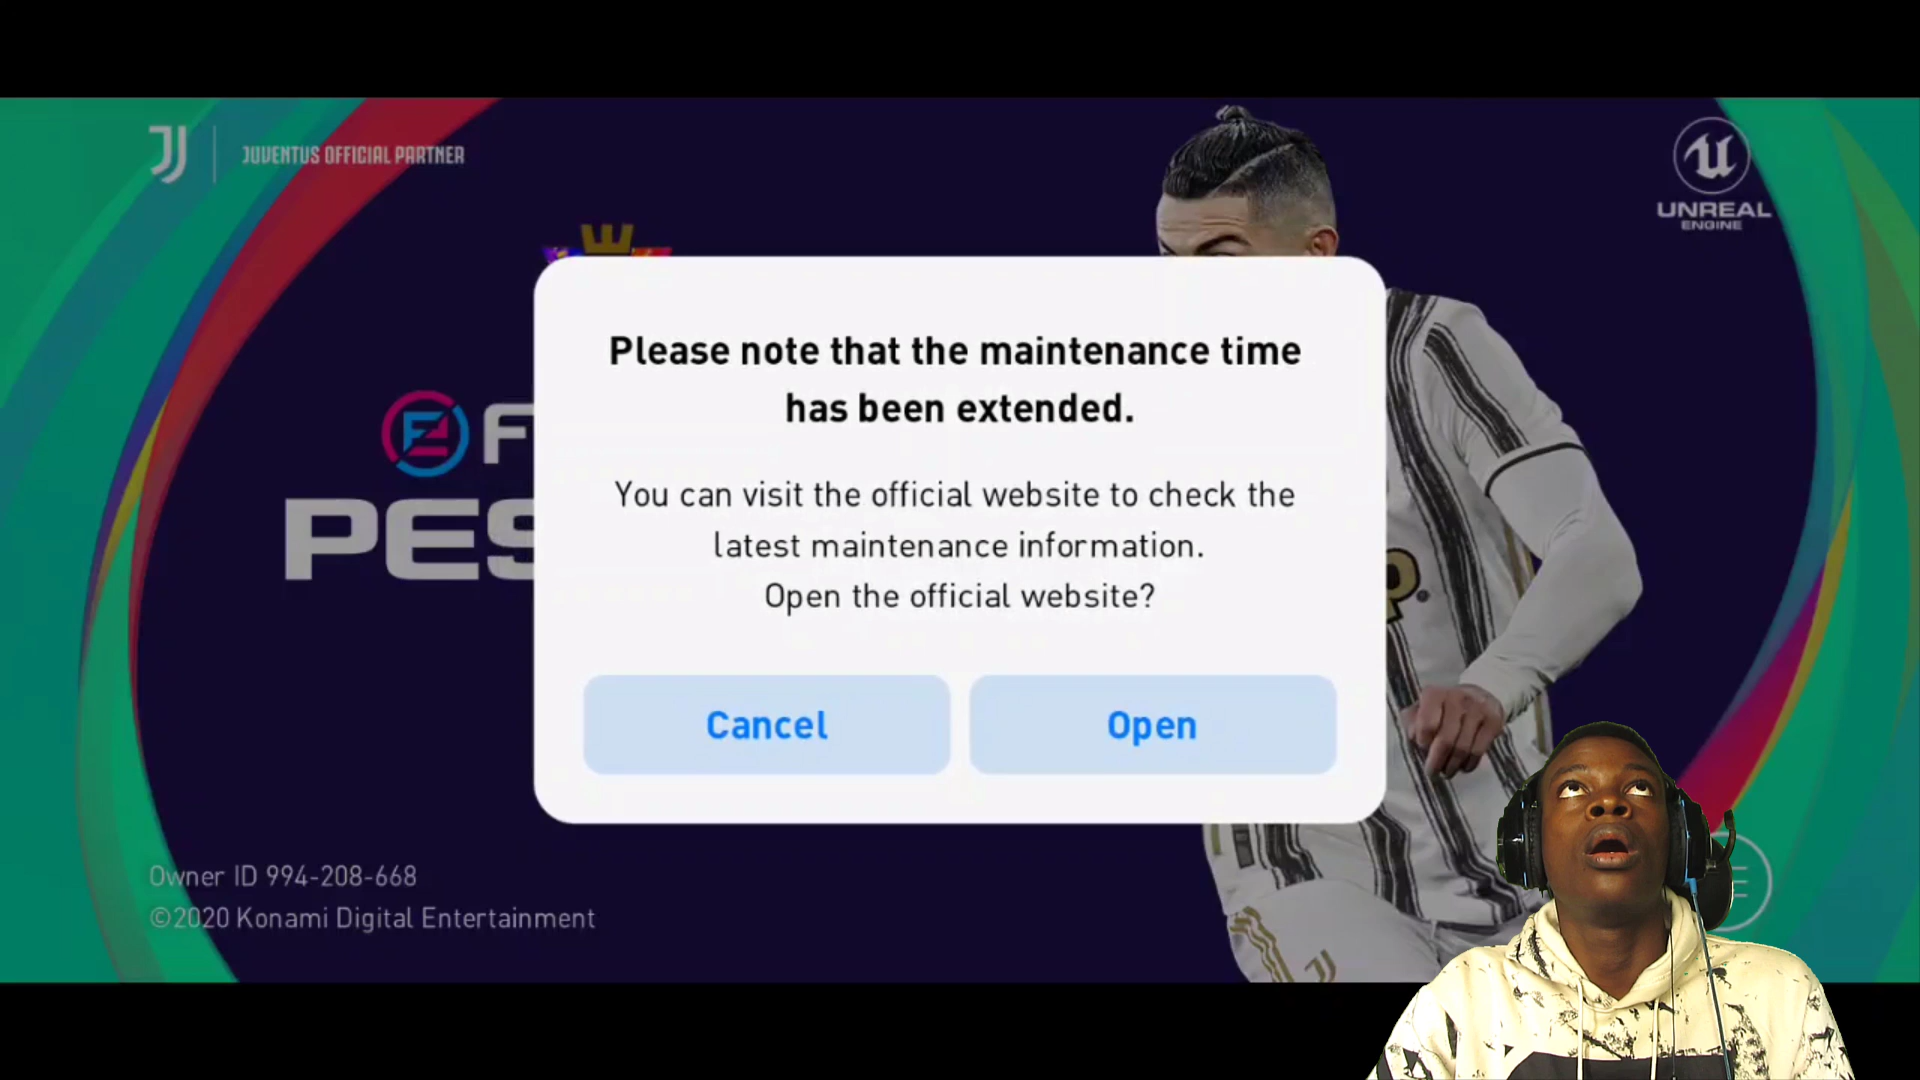 JUVENTUS OFFICIAL PARTNER
UNREAL
ENGINE
Please note that the maintenance time
has been extended.
PES
You can visit the official website to check the
latest maintenance information.
Open the official website?
Cancel
Open
Owner ID 994-208-668
©2020 Konami Digital Entertainment